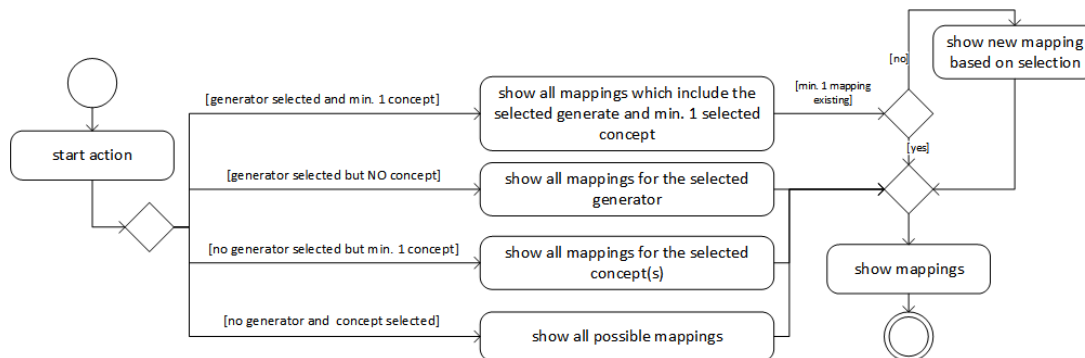 start action
[generator selected and min. 1 concept]
show all mappings which include the
selected generate and min. 1 selected
concept
[min. 1 mapping
existing]
[no]
show new mapping
based on selection
[yes]
[generator selected but NO concept]
show all mappings for the selected
generator
[no generator selected but min. 1 concept]
show all mappings for the selected
concept(s)
[no generator and concept selected]
show all possible mappings
show mappings